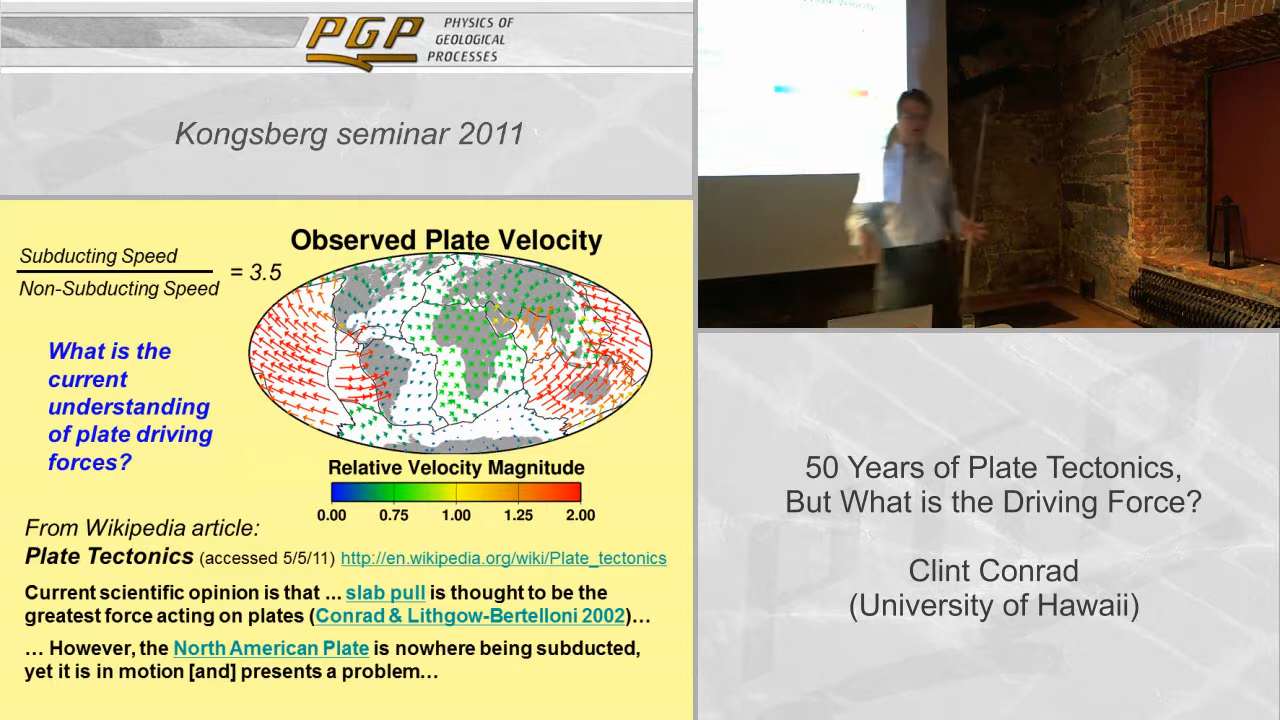 PGP
PHYSICS OF
GEOLOGICAL
PROCESSES
Kongsberg seminar 2011
Observed Plate Velocity
Subducting Speed
Non-Subducting Speed
= 3.5
What is the
current
understanding
of plate driving
forces?
Relative Velocity Magnitude
0.00 0.75 1.00 1.25 2.00
From Wikipedia article:
Plate Tectonics (accessed 5/5/11) http://en.wikipedia.org/wiki/Plate_tectonics
Current scientific opinion is that ... slab pull is thought to be the
greatest force acting on plates (Conrad & Lithgow-Bertelloni 2002)…
… However, the North American Plate is nowhere being subducted,
yet it is in motion [and] presents a problem…
50 Years of Plate Tectonics,
But What is the Driving Force?
Clint Conrad
(University of Hawaii)